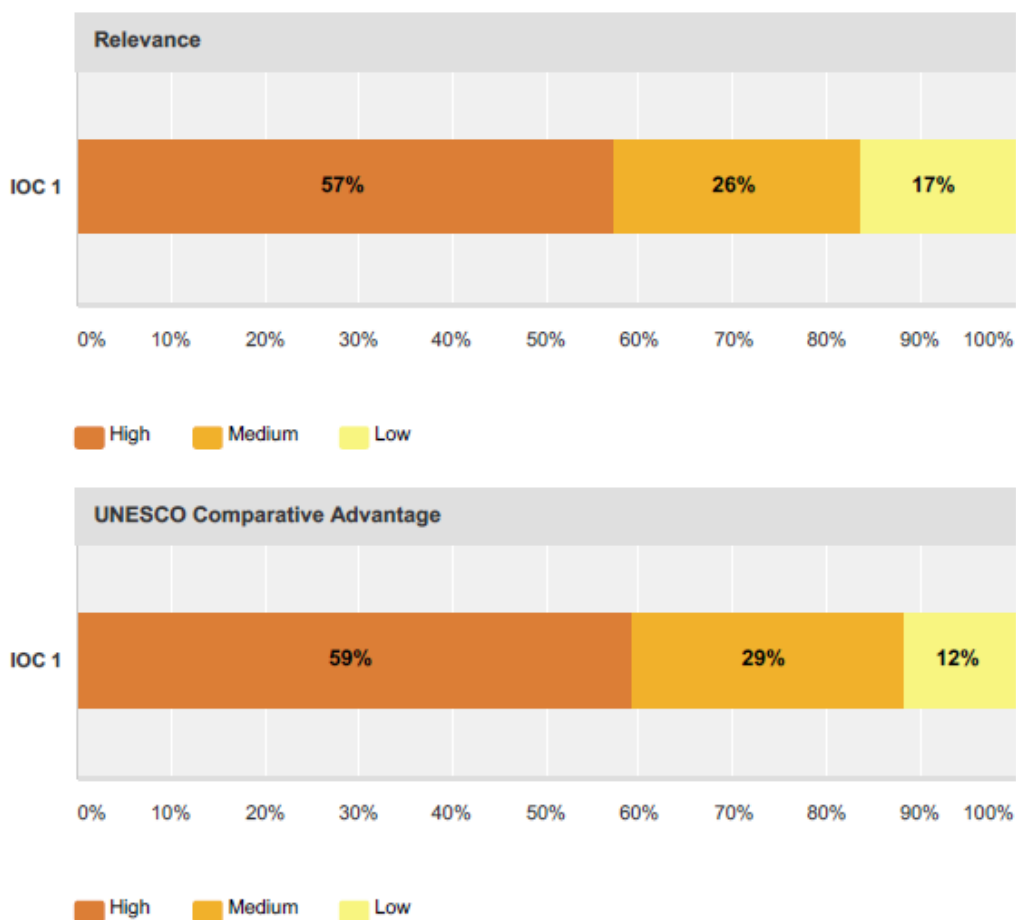 Relevance
IOC 1
57%
26%
17%
0% 10% 20% 30% 40% 50% 60% 70% 80% 90% 100%
High Medium Low
UNESCO Comparative Advantage
IOC 1
59%
29%
12%
0% 10% 20% 30% 40% 50% 60% 70% 80% 90% 100%
High Medium Low